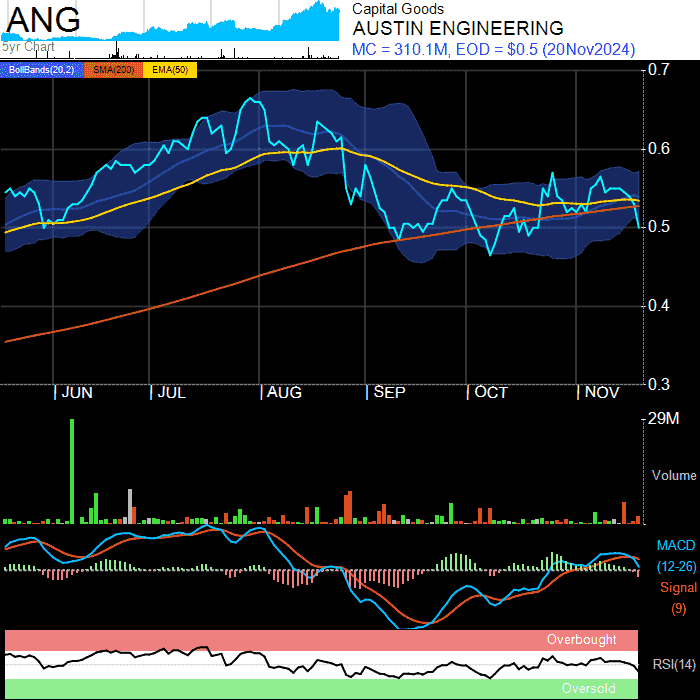 ANG
5yr Chart
Capital Goods
AUSTIN ENGINEERING
MC = 310.1M, EOD = $0.5 (20Nov2024)
BollBands(20,2) SMA(200) EMA(50)
0.7
0.6
0.5
0.4
0.3
JUN JUL AUG SEP OCT NOV
29M
Volume
MACD
(12-26)
Signal
(9)
Overbought
RSI(14)
Oversold